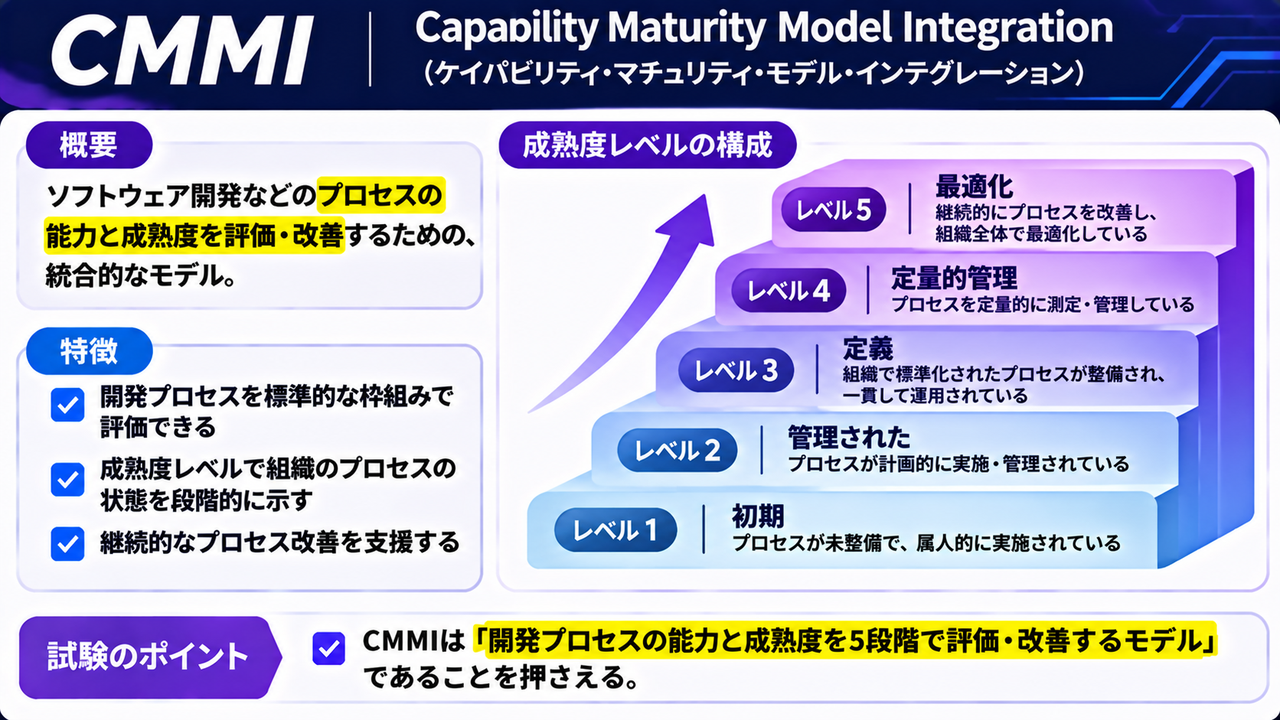 CMMI
Capability Maturity Model Integration
（ケイパビリティ・マチュリティ・モデル・インテグレーション）
概要
ソフトウェア開発などのプロセスの
能力と成熟度を評価・改善するための、
統合的なモデル。
特徴
開発プロセスを標準的な枠組みで
評価できる
成熟度レベルで組織のプロセスの
状態を段階的に示す
継続的なプロセス改善を支援する
成熟度レベルの構成
レベル 5
最適化
継続的にプロセスを改善し、
組織全体で最適化している
レベル 4
定量的管理
プロセスを定量的に測定・管理している
レベル 3
定義
組織で標準化されたプロセスが整備され、
一貫して運用されている
レベル 2
管理された
プロセスが計画的に実施・管理されている
レベル 1
初期
プロセスが未整備で、属人的に実施されている
試験のポイント
CMMIは「開発プロセスの能力と成熟度を5段階で評価・改善するモデル」
であることを押さえる。